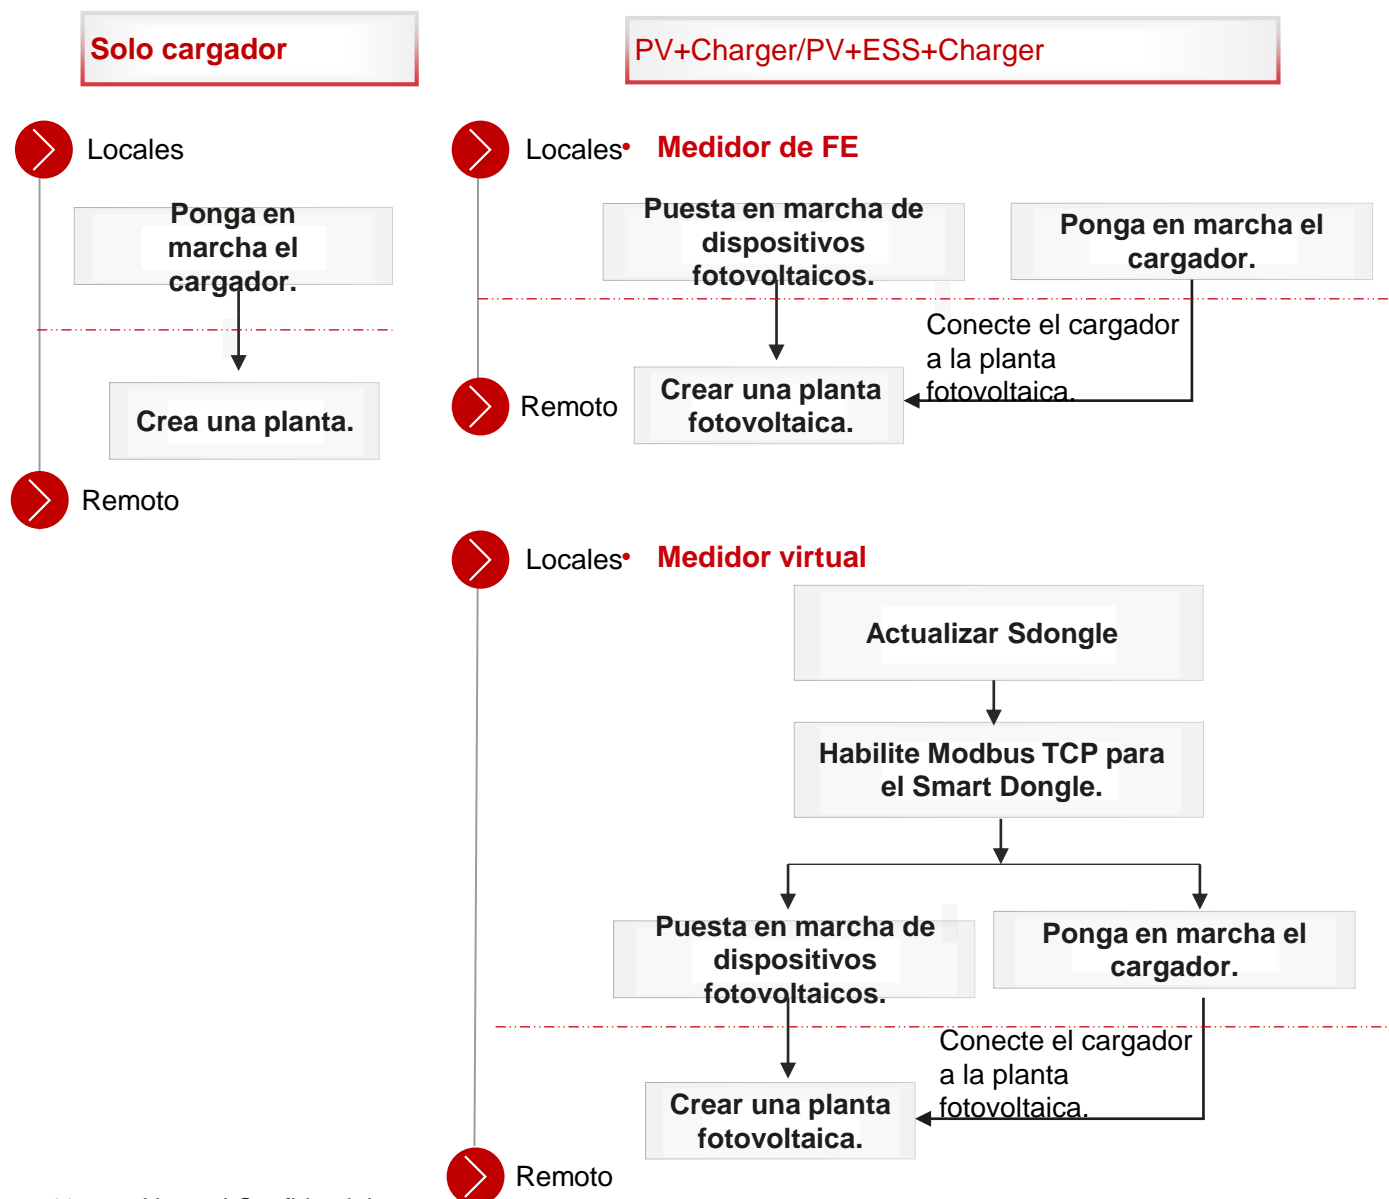 Solo cargador
Locales
Ponga en
marcha el
cargador.
Crea una planta.
Remoto
PV+Charger/PV+ESS+Charger
Locales• Medidor de FE
Puesta en marcha de
dispositivos
fotovoltaicos.
Ponga en marcha el
cargador.
Conecte el cargador
a la planta
fotovoltaica.
Remoto
Crear una planta
fotovoltaica.
Locales• Medidor virtual
Actualizar Sdongle
Habilite Modbus TCP para
el Smart Dongle.
Puesta en marcha de
dispositivos
fotovoltaicos.
Ponga en marcha el
cargador.
Conecte el cargador
a la planta
fotovoltaica.
Crear una planta
fotovoltaica.
Remoto